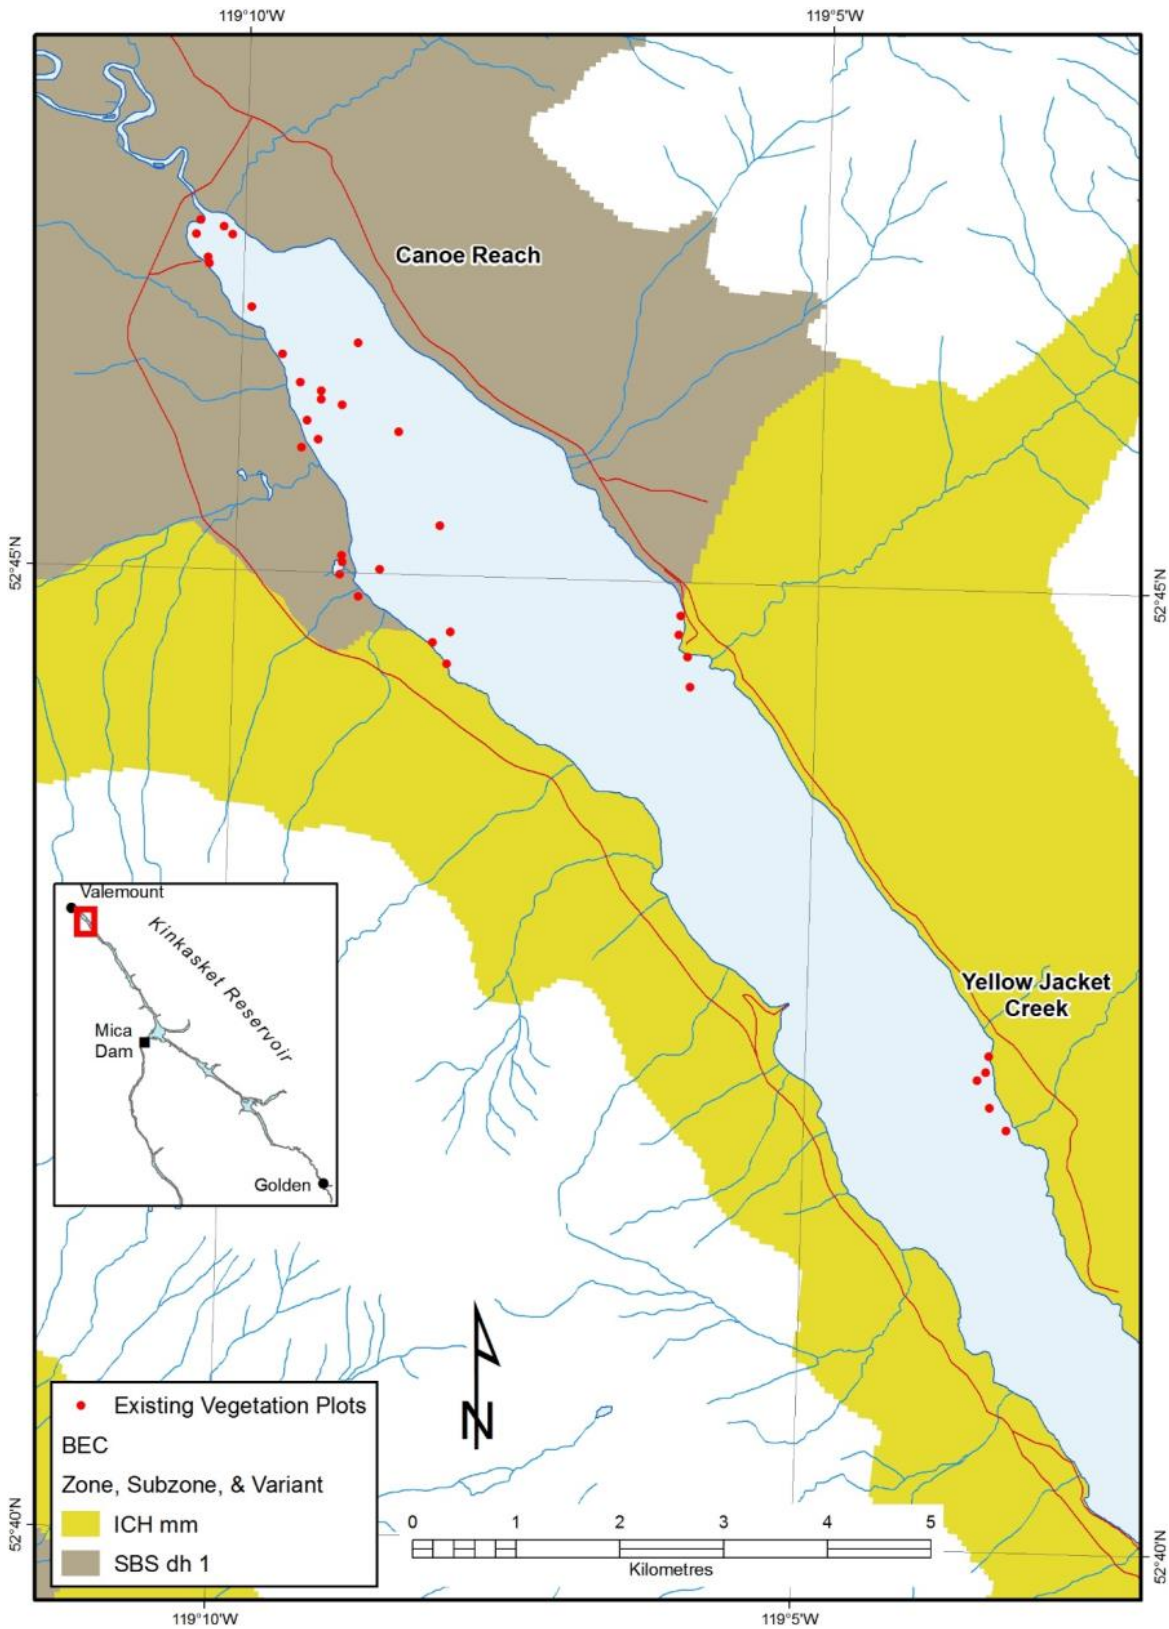 119°10'W
119°5'W
Canoe Reach
52°45'N
52°45'N
Valemount
Kinkasket Reservoir
Mica
Dam
Golden
Yellow Jacket
Creek
N
Existing Vegetation Plots
BEC
Zone, Subzone, & Variant
ICH mm
SBS dh 1
0 1 2 3 4 5
Kilometres
52°40'N
52°40'N
119°10'W
119°5'W